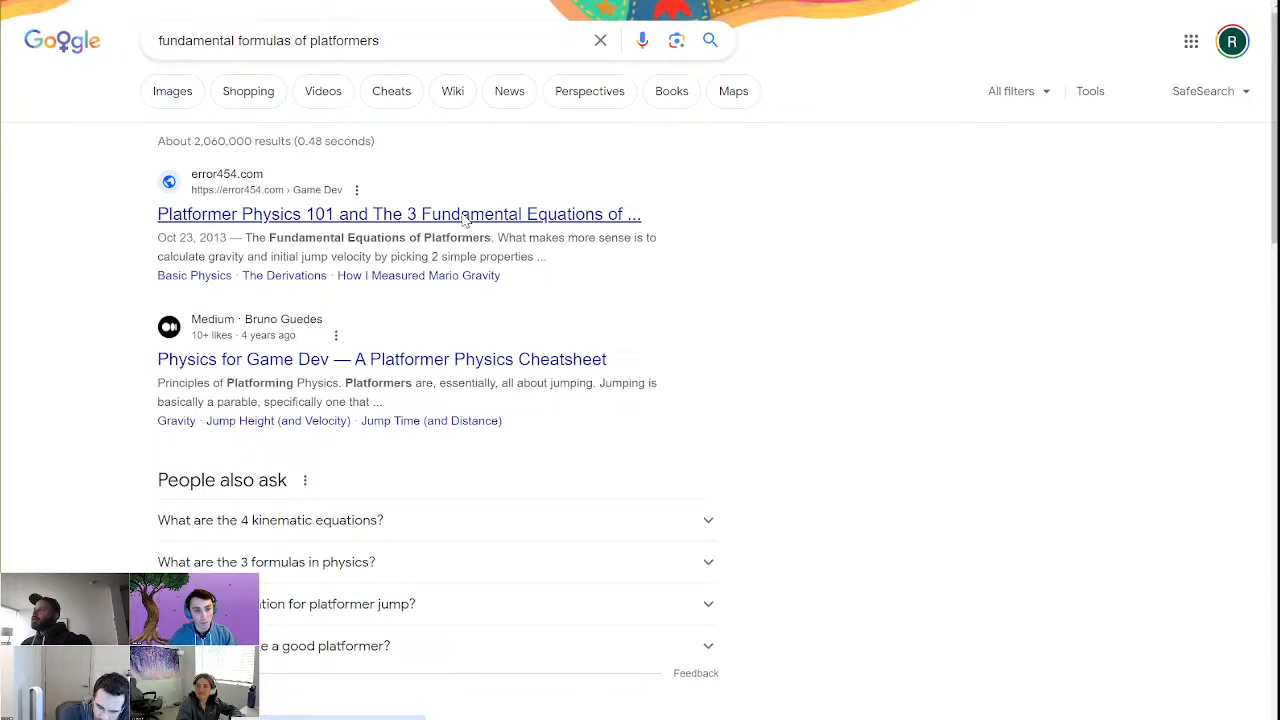 Google
fundamental formulas of platformers
R
Images
Shopping
Videos
Cheats
Wiki
News
Perspectives
Books
Maps
All filters
Tools
SafeSearch
About 2,060,000 results (0.48 seconds)
error454.com
https://error454.com › Game Dev
Platformer Physics 101 and The 3 Fundamental Equations of ...
Oct 23, 2013 — The Fundamental Equations of Platformers. What makes more sense is to
calculate gravity and initial jump velocity by picking 2 simple properties ...
Basic Physics · The Derivations · How I Measured Mario Gravity
Medium · Bruno Guedes
10+ likes · 4 years ago
Physics for Game Dev — A Platformer Physics Cheatsheet
Principles of Platforming Physics. Platformers are, essentially, all about jumping. Jumping is
basically a parable, specifically one that ...
Gravity · Jump Height (and Velocity) · Jump Time (and Distance)
People also ask
What are the 4 kinematic equations?
What are the 3 formulas in physics?
tion for platformer jump?
e a good platformer?
Feedback